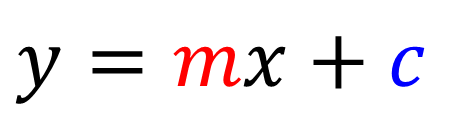 y = mx + c